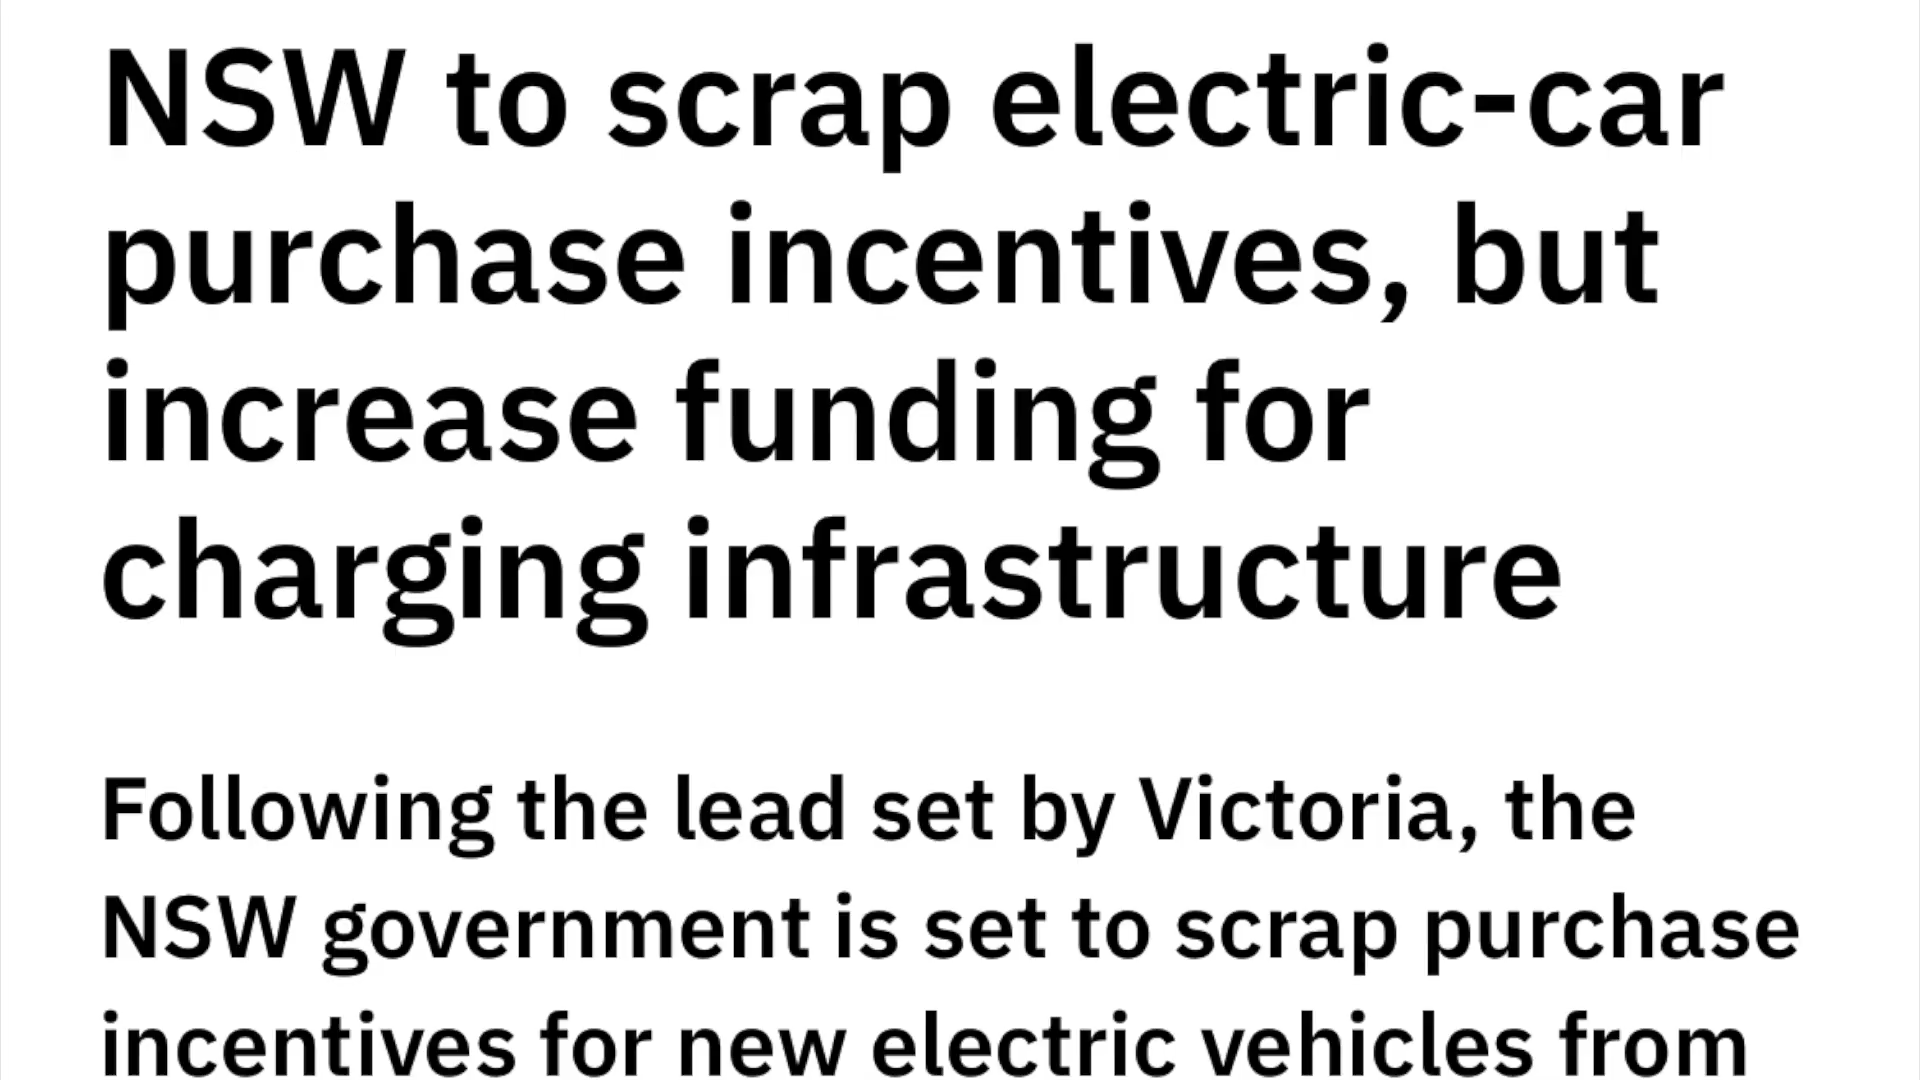 NSW to scrap electric-car
purchase incentives, but
increase funding for
charging infrastructure
Following the lead set by Victoria, the
NSW government is set to scrap purchase
incentives for new electric vehicles from